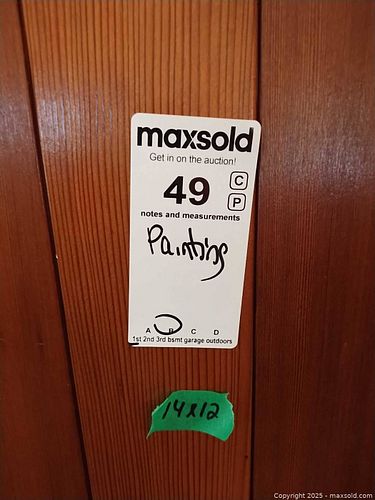 maxsold
Get in on the auction!
49
C
P
notes and measurements
Painting
A B C D
1st 2nd 3rd bsmt garage outdoors
14x12
Copyright 2025 - maxsold.com